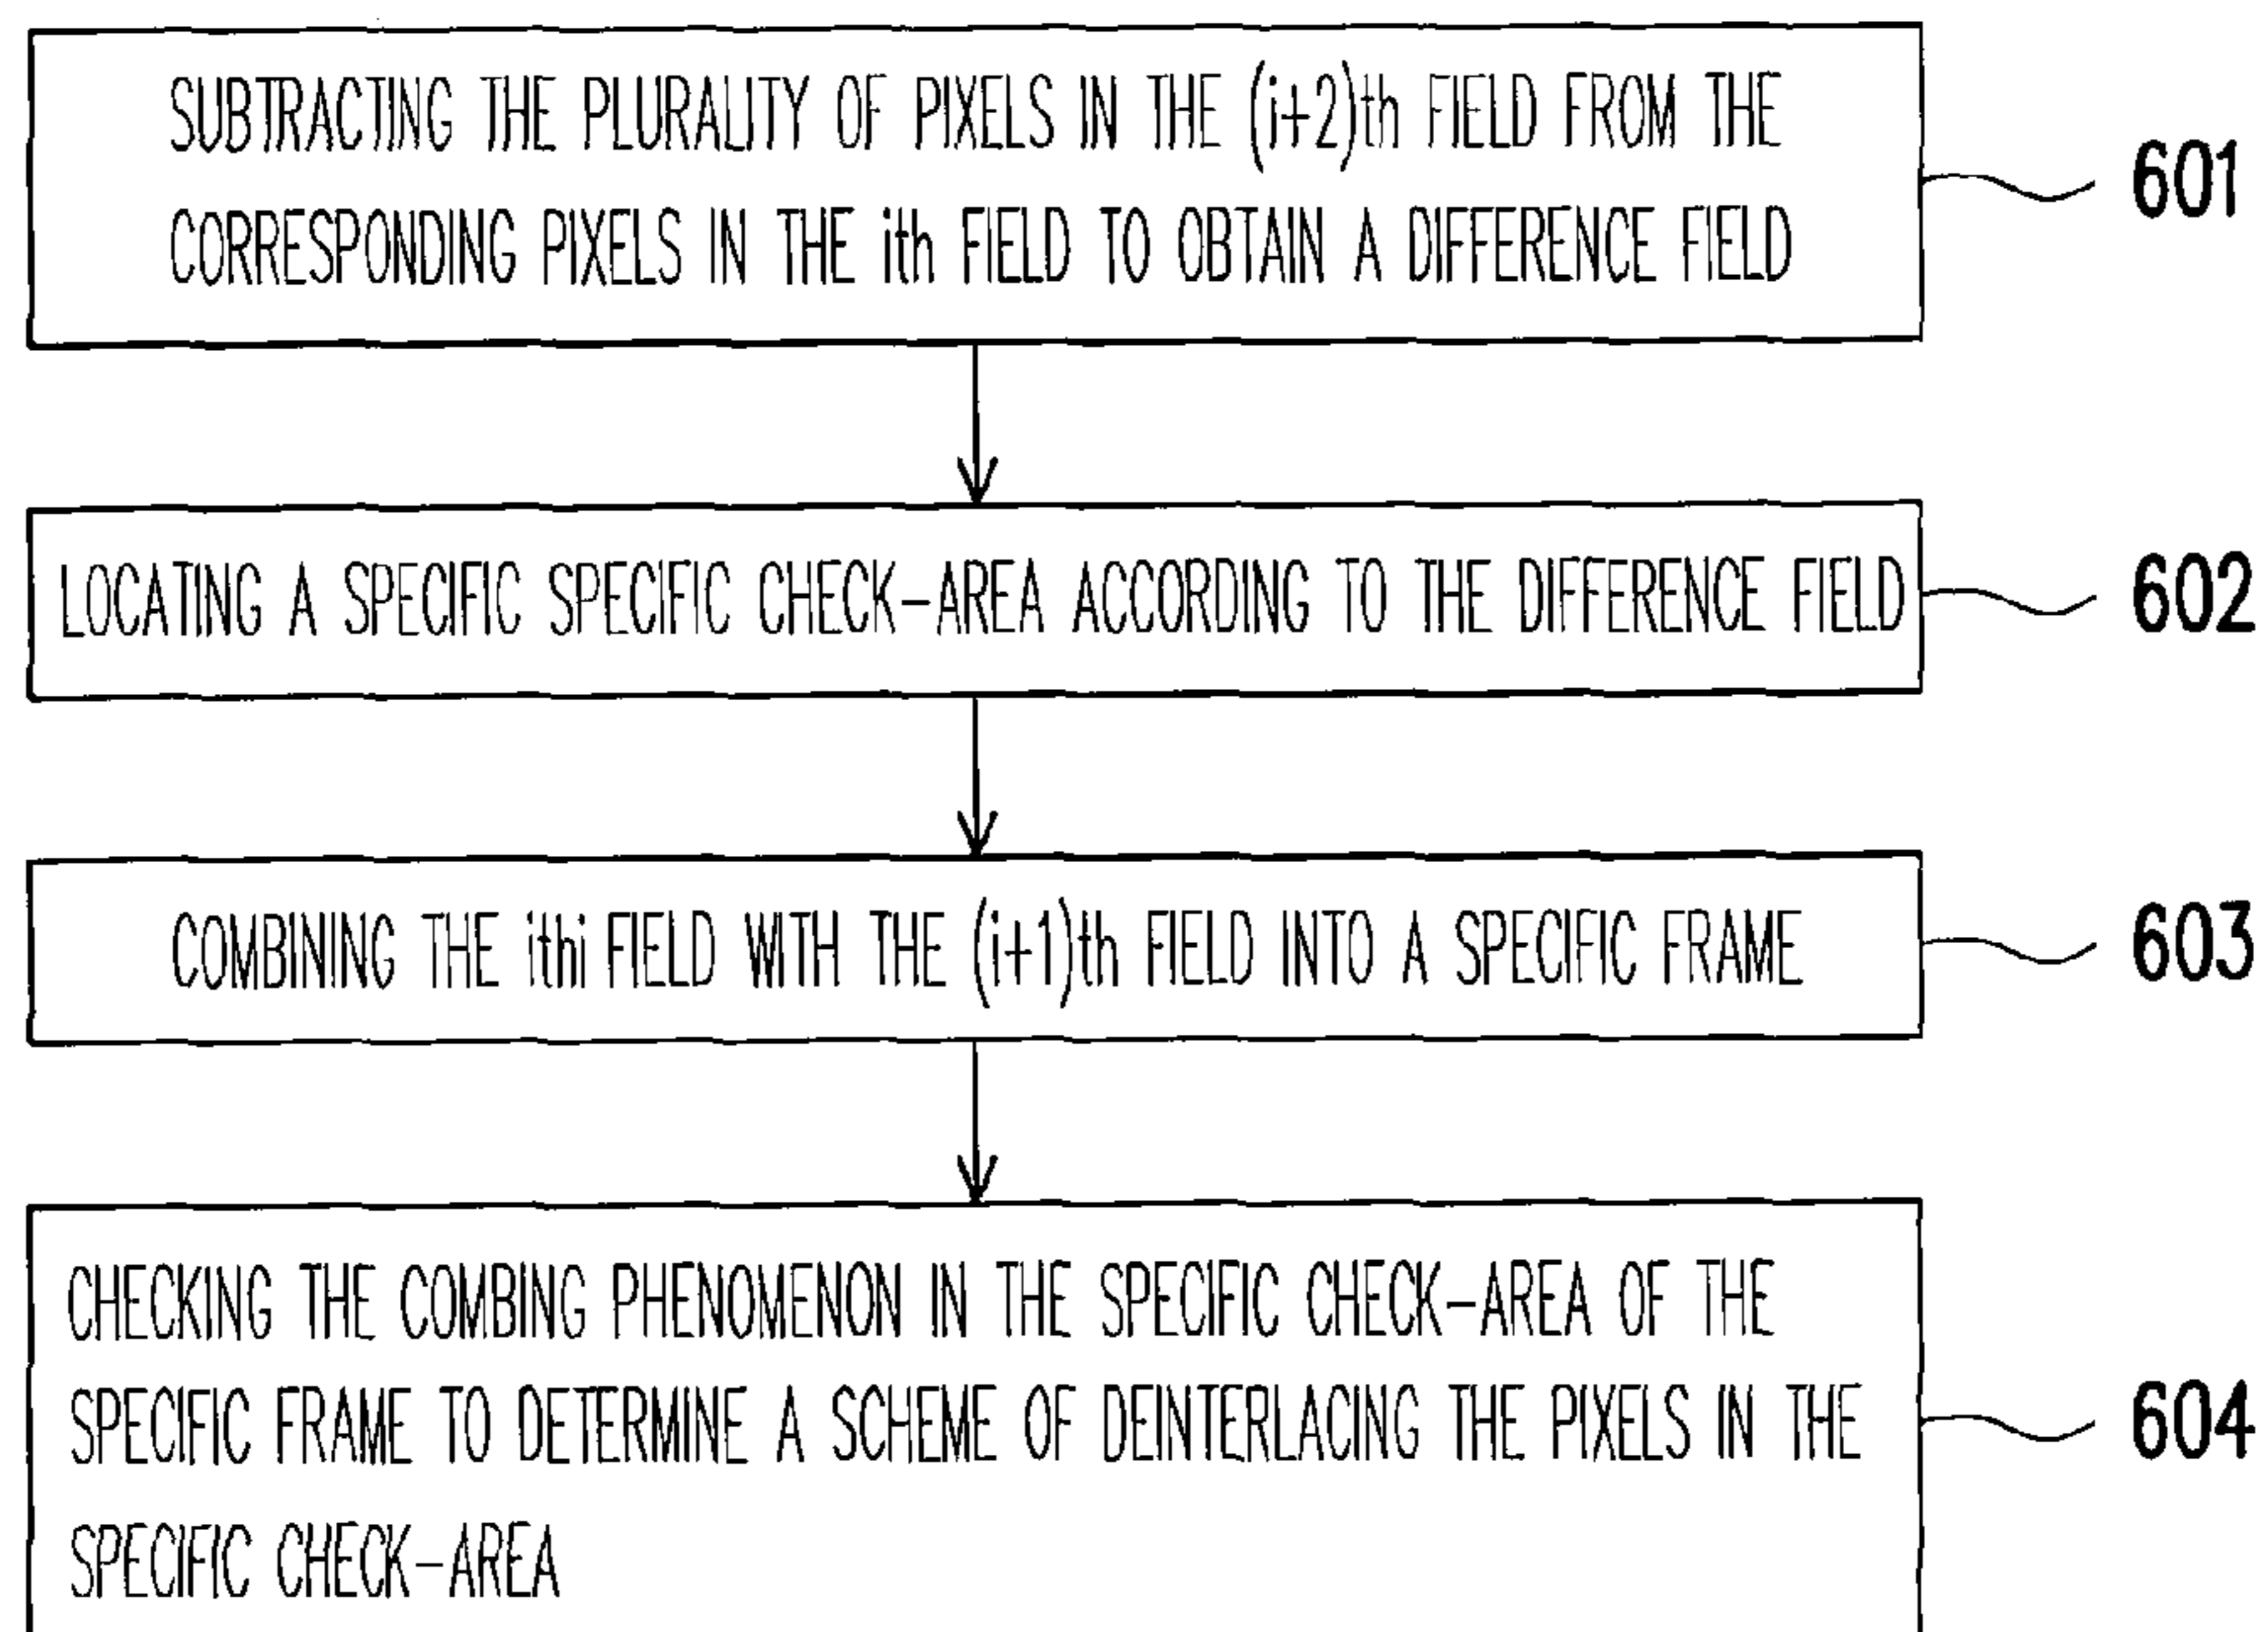 SUBTRACTING THE PLURALITY OF PIXELS IN THE (i+2)th FIELD FROM THE
CORRESPONDING PIXELS IN THE ith FIELD TO OBTAIN A DIFFERENCE FIELD
601
LOCATING A SPECIFIC SPECIFIC CHECK-AREA ACCORDING TO THE DIFFERENCE FIELD
602
COMBINING THE ithi FIELD WITH THE (i+1)th FIELD INTO A SPECIFIC FRAME
603
CHECKING THE COMBING PHENOMENON IN THE SPECIFIC CHECK-AREA OF THE
SPECIFIC FRAME TO DETERMINE A SCHEME OF DEINTERLACING THE PIXELS IN THE
SPECIFIC CHECK-AREA
604